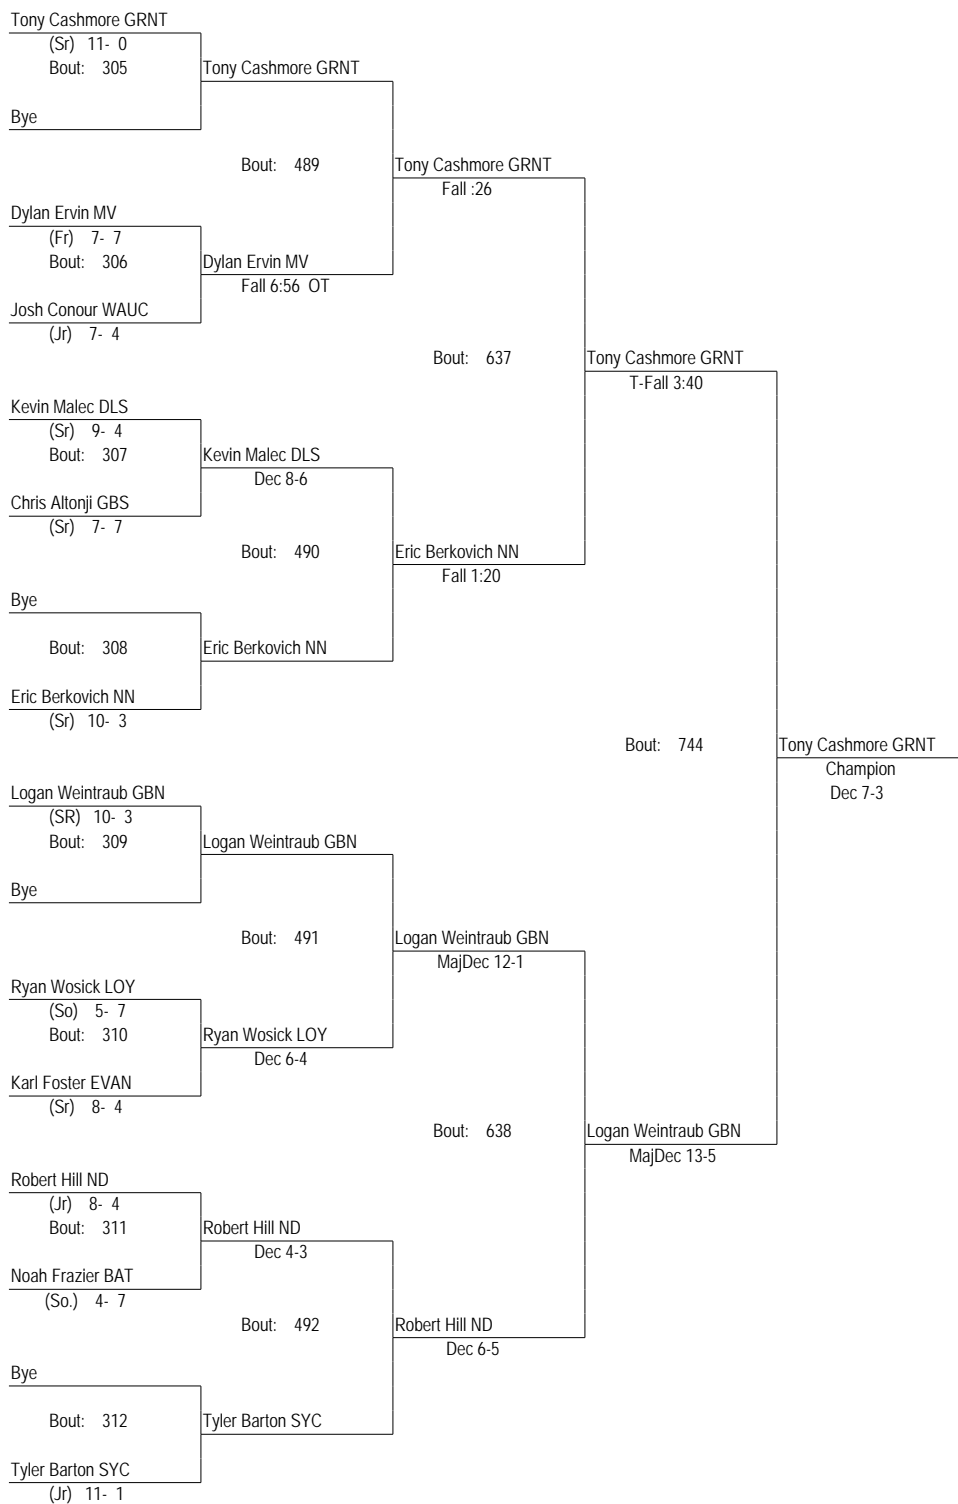 Tony Cashmore GRNT
(Sr) 11- 0
Bout: 305
Tony Cashmore GRNT
Bye
Bout: 489
Tony Cashmore GRNT
Fall :26
Dylan Ervin MV
(Fr) 7- 7
Bout: 306
Dylan Ervin MV
Fall 6:56 OT
Josh Conour WAUC
(Jr) 7- 4
Bout: 637
Tony Cashmore GRNT
T-Fall 3:40
Kevin Malec DLS
(Sr) 9- 4
Bout: 307
Kevin Malec DLS
Dec 8-6
Chris Altonji GBS
(Sr) 7- 7
Bout: 490
Eric Berkovich NN
Fall 1:20
Bye
Bout: 308
Eric Berkovich NN
Eric Berkovich NN
(Sr) 10- 3
Bout: 744
Tony Cashmore GRNT
Champion
Dec 7-3
Logan Weintraub GBN
(SR) 10- 3
Bout: 309
Logan Weintraub GBN
Bye
Bout: 491
Logan Weintraub GBN
MajDec 12-1
Ryan Wosick LOY
(So) 5- 7
Bout: 310
Ryan Wosick LOY
Dec 6-4
Karl Foster EVAN
(Sr) 8- 4
Bout: 638
Logan Weintraub GBN
MajDec 13-5
Robert Hill ND
(Jr) 8- 4
Bout: 311
Robert Hill ND
Dec 4-3
Noah Frazier BAT
(So.) 4- 7
Bout: 492
Robert Hill ND
Dec 6-5
Bye
Bout: 312
Tyler Barton SYC
Tyler Barton SYC
(Jr) 11- 1